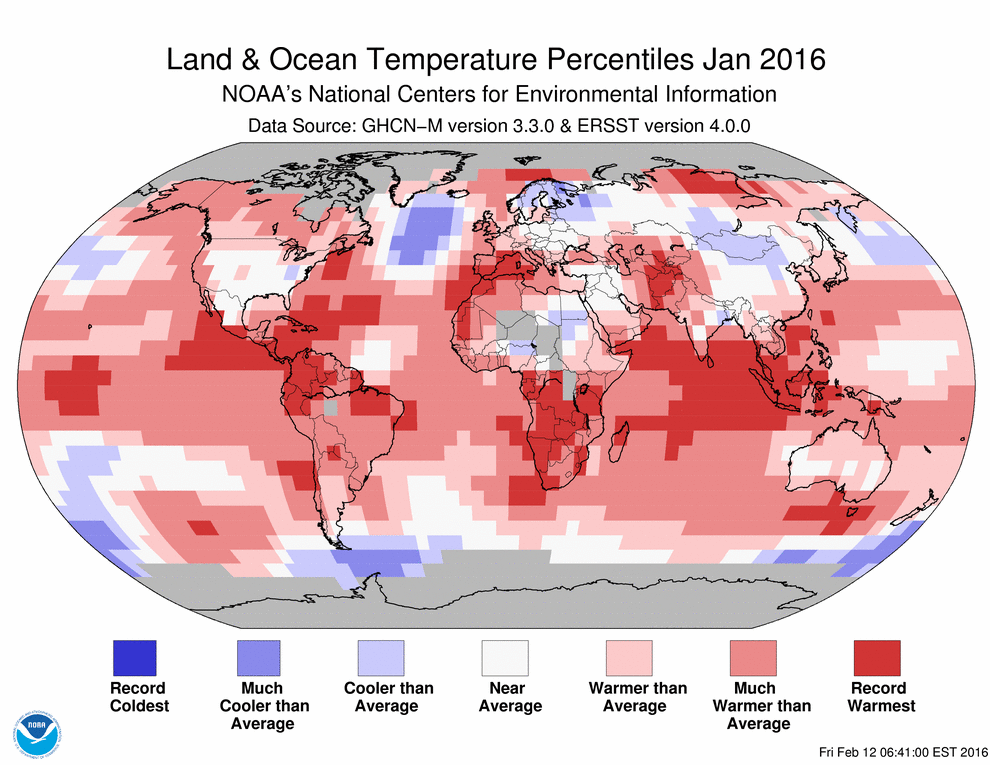 Land & Ocean Temperature Percentiles Jan 2016
NOAA's National Centers for Environmental Information
Data Source: GHCN–M version 3.3.0 & ERSST version 4.0.0
Record
Coldest
Much
Cooler than
Average
Cooler than
Average
Near
Average
Warmer than
Average
Much
Warmer than
Average
Record
Warmest
NOAA
Fri Feb 12 06:41:00 EST 2016